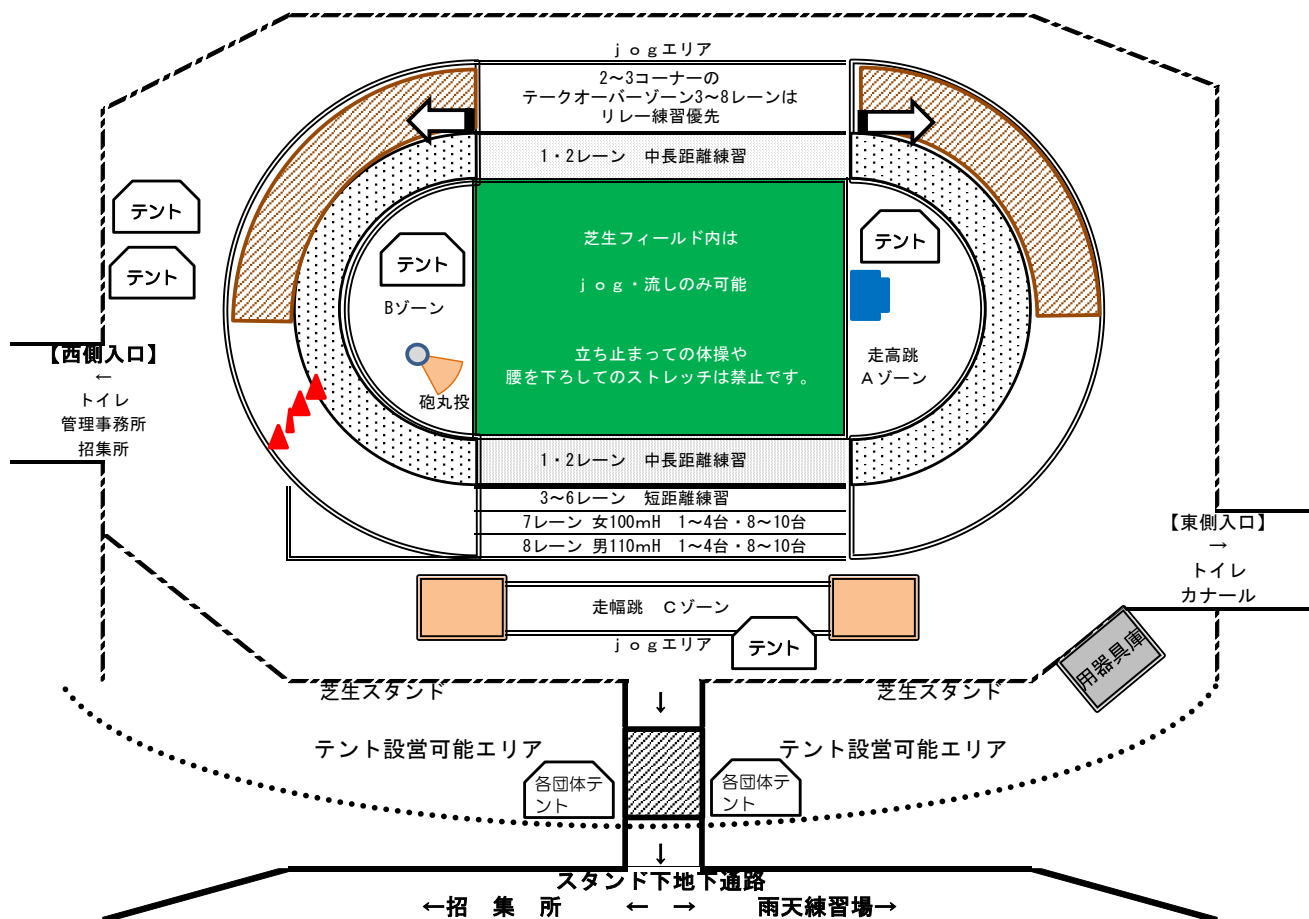 ｊｏｇエリア
2～3コーナーの
テークオーバーゾーン3～8レーンは
リレー練習優先
1・2レーン　中長距離練習
テント
テント
テント
テント
芝生フィールド内は
ｊｏｇ・流しのみ可能
立ち止まっての体操や
腰を下ろしてのストレッチは禁止です。
Bゾーン
砲丸投
走高跳
Ａゾーン
【西側入口】
←
トイレ
管理事務所
招集所
1・2レーン　中長距離練習
3～6レーン　短距離練習
7レーン 女100ｍH　1～4台・8～10台
8レーン 男110ｍH　1～4台・8～10台
【東側入口】
→
トイレ
カナール
走幅跳　Ｃゾーン
ｊｏｇエリア
テント
用器具庫
芝生スタンド
芝生スタンド
↓
テント設営可能エリア
テント設営可能エリア
各団体テ
ント
各団体テ
ント
↓
スタンド下地下通路
←招　集　所　　←　→　　雨天練習場→